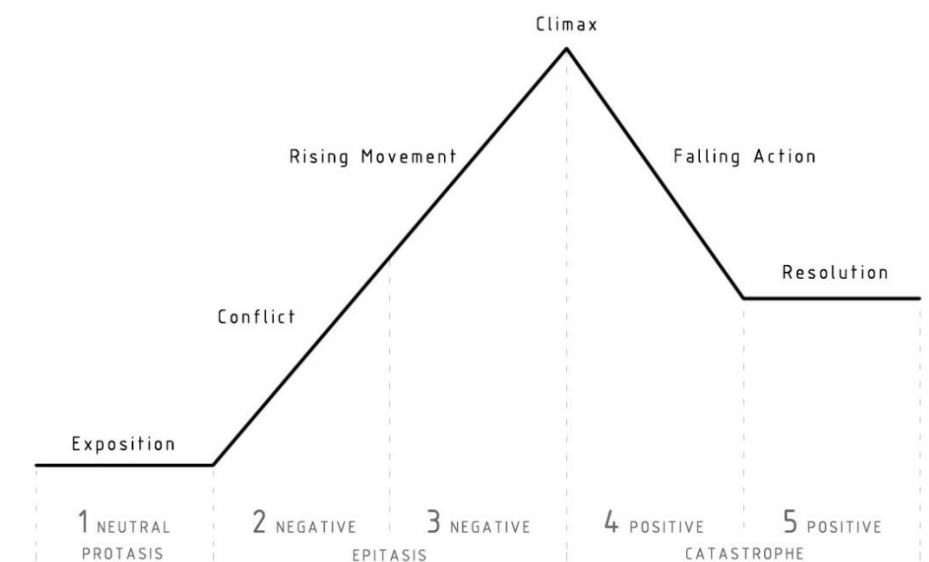 Climax
Rising Movement
Falling Action
Resolution
Conflict
Exposition
1 NEUTRAL
2 NEGATIVE
3 NEGATIVE
4 POSITIVE
5 POSITIVE
PROTASIS
EPITASIS
CATASTROPHE